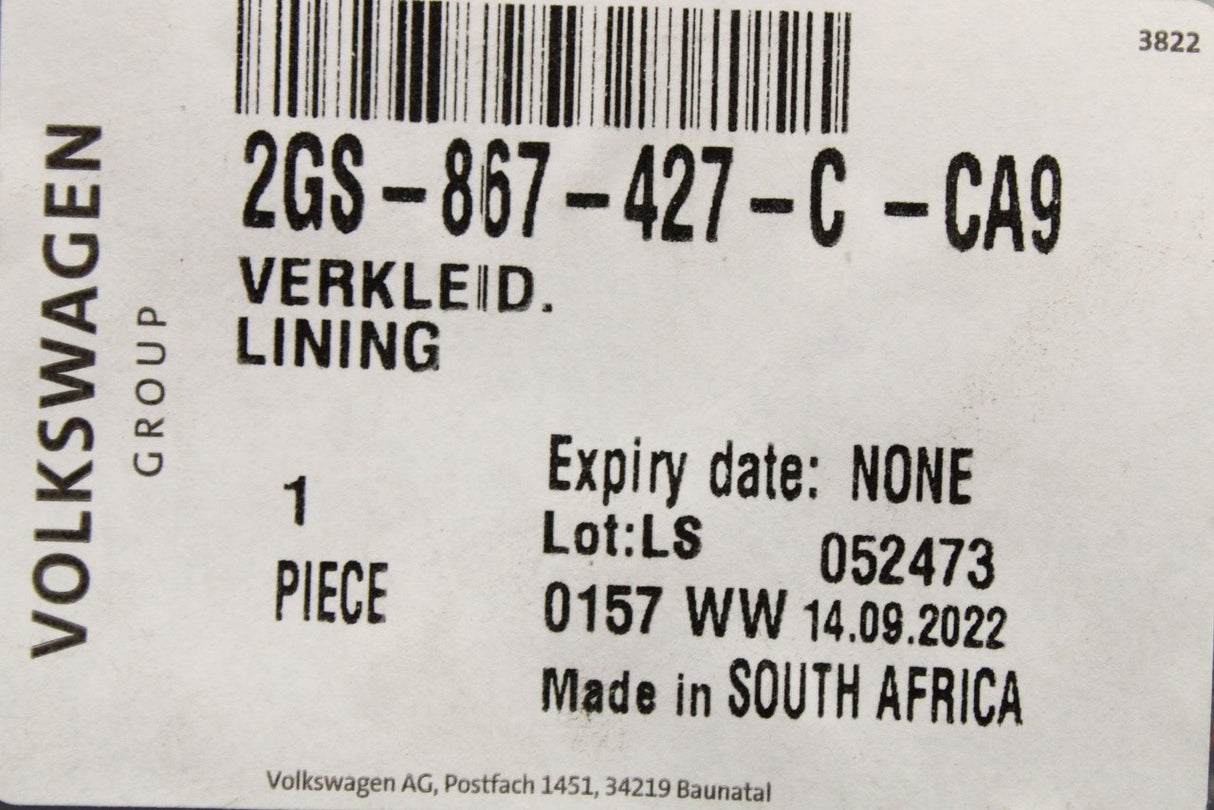 3822
VOLKSWAGEN
GROUP
2GS-867-427-C -CA9
VERKLEID.
LINING
1
PIECE
Expiry date: NONE
Lot:LS 052473
0157 WW 14.09.2022
Made in SOUTH AFRICA
Volkswagen AG, Postfach 1451, 34219 Baunatal